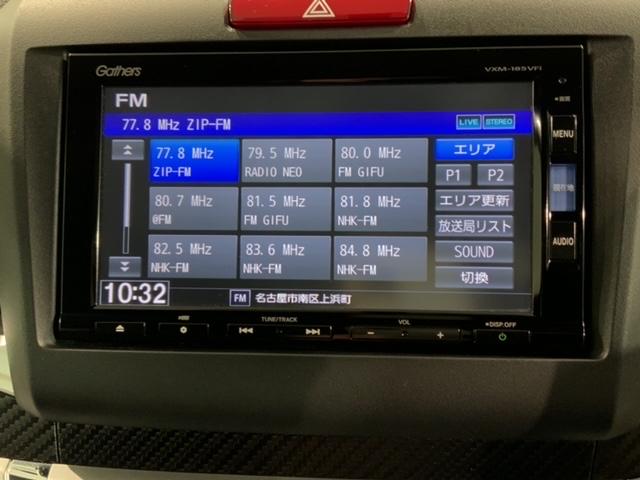 Gathers
VXM-185VFi
FM
77.8 MHz ZIP-FM
LIVE STEREO
77.8 MHz
ZIP-FM
79.5 MHz
RADIO NEO
80.0 MHz
FM GIFU
80.7 MHz
@FM
81.5 MHz
FM GIFU
81.8 MHz
NHK-FM
82.5 MHz
NHK-FM
83.6 MHz
NHK-FM
84.8 MHz
NHK-FM
エリア
P1 P2
エリア更新
放送局リスト
SOUND
切換
10:32
FM 名古屋市南区上浜町
MENU
現在地
AUDIO
TUNE/TRACK
VOL
DISP.OFF